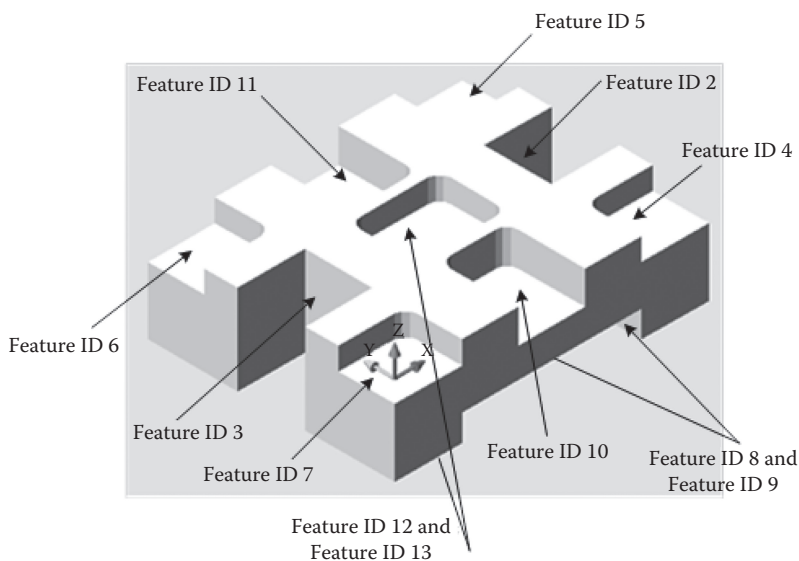 Feature ID 5
Feature ID 11
Feature ID 2
Feature ID 4
Z
Y
X
Feature ID 6
Feature ID 3
Feature ID 7
Feature ID 10
Feature ID 8 and
Feature ID 9
Feature ID 12 and
Feature ID 13